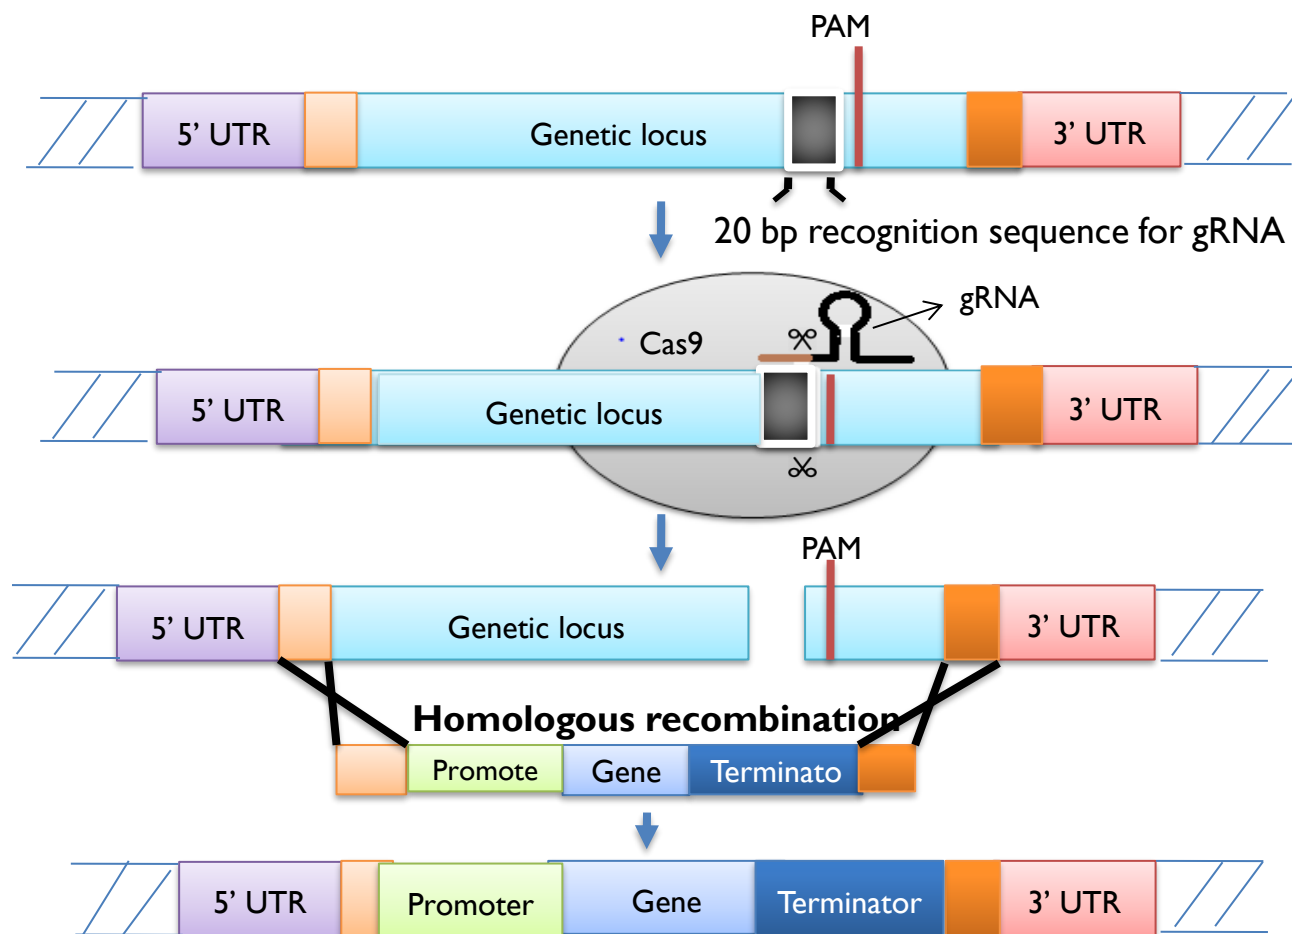 PAM
5’ UTR
Genetic locus
3’ UTR
20 bp recognition sequence for gRNA
gRNA
Cas9
5’ UTR
Genetic locus
3’ UTR
PAM
5’ UTR
Genetic locus
3’ UTR
Homologous recombination
Promote
Gene
Terminato
5’ UTR
Promoter
Gene
Terminator
3’ UTR